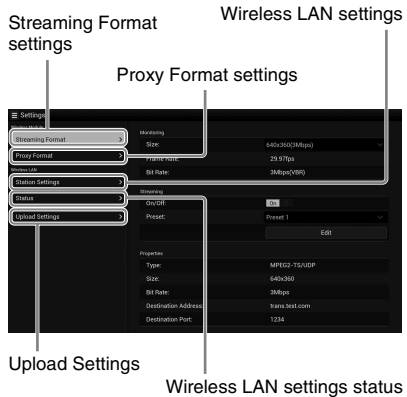 Streaming Format
settings
Wireless LAN settings
Proxy Format settings
Settings
Wireless Module
Streaming Format >
Proxy Format >
Wireless LAN
Station Settings >
Status >
Upload Settings >
Monitoring
Size: 640x360(3Mbps)
Frame Rate: 29.97fps
Bit Rate: 3Mbps(VBR)
Streaming
On/Off: On
Preset: Preset 1
Edit
Properties
Type: MPEG2-TS/UDP
Size: 640x360
Bit Rate: 3Mbps
Destination Address: trans.test.com
Destination Port: 1234
Upload Settings
Wireless LAN settings status